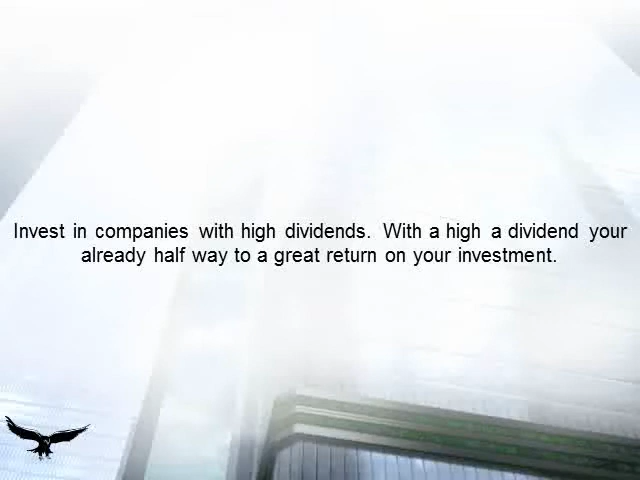 Invest in companies with high dividends. With a high a dividend your
already half way to a great return on your investment.